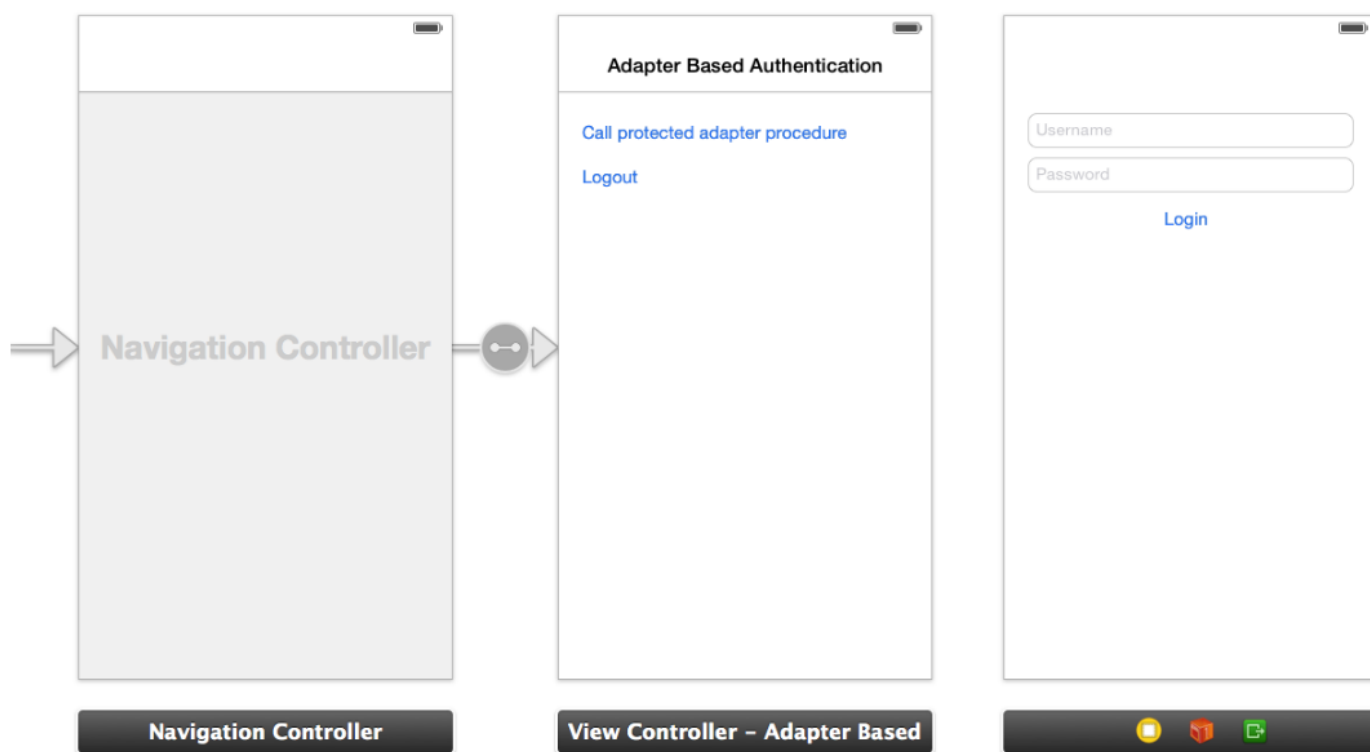 Navigation Controller
Navigation Controller
Adapter Based Authentication
Call protected adapter procedure
Logout
View Controller – Adapter Based
Username
Password
Login